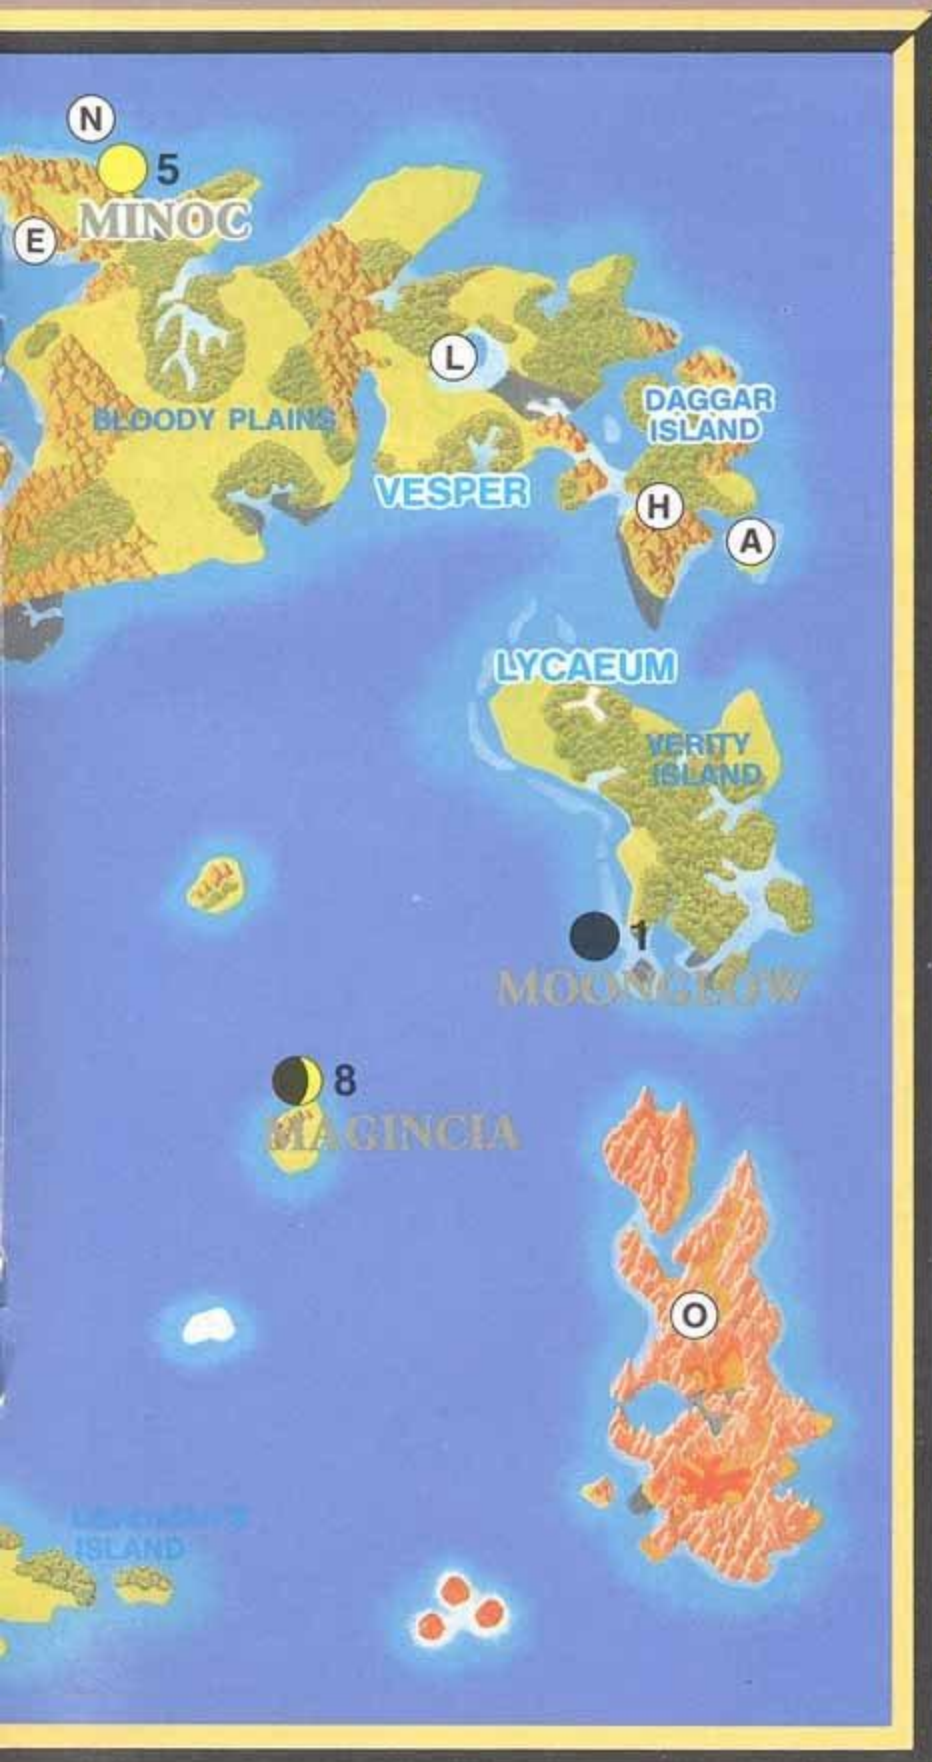 N
5
MINOC
E
L
BLOODY PLAINS
DAGGAR
ISLAND
VESPER
H
A
LYCAEUM
VERITY
ISLAND
1
MOONGLOW
8
MAGINCIA
O
ISLAND